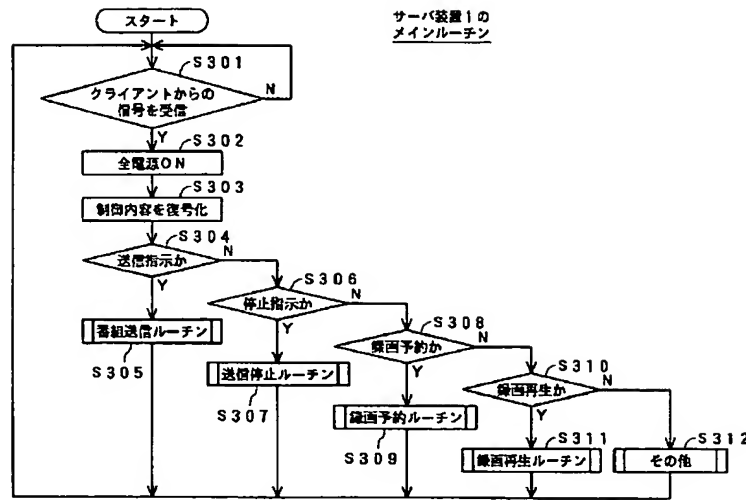 サーバ装置1の
メインルーチン
スタート
S301
クライアントからの
信号を受信
N
Y
S302
全電源ON
S303
制御内容を復号化
S304
送信指示か
N
Y
番組送信ルーチン
S305
S306
停止指示か
N
Y
送信停止ルーチン
S307
S308
録画予約か
N
Y
録画予約ルーチン
S309
S310
録画再生か
N
Y
S311
録画再生ルーチン
S312
その他